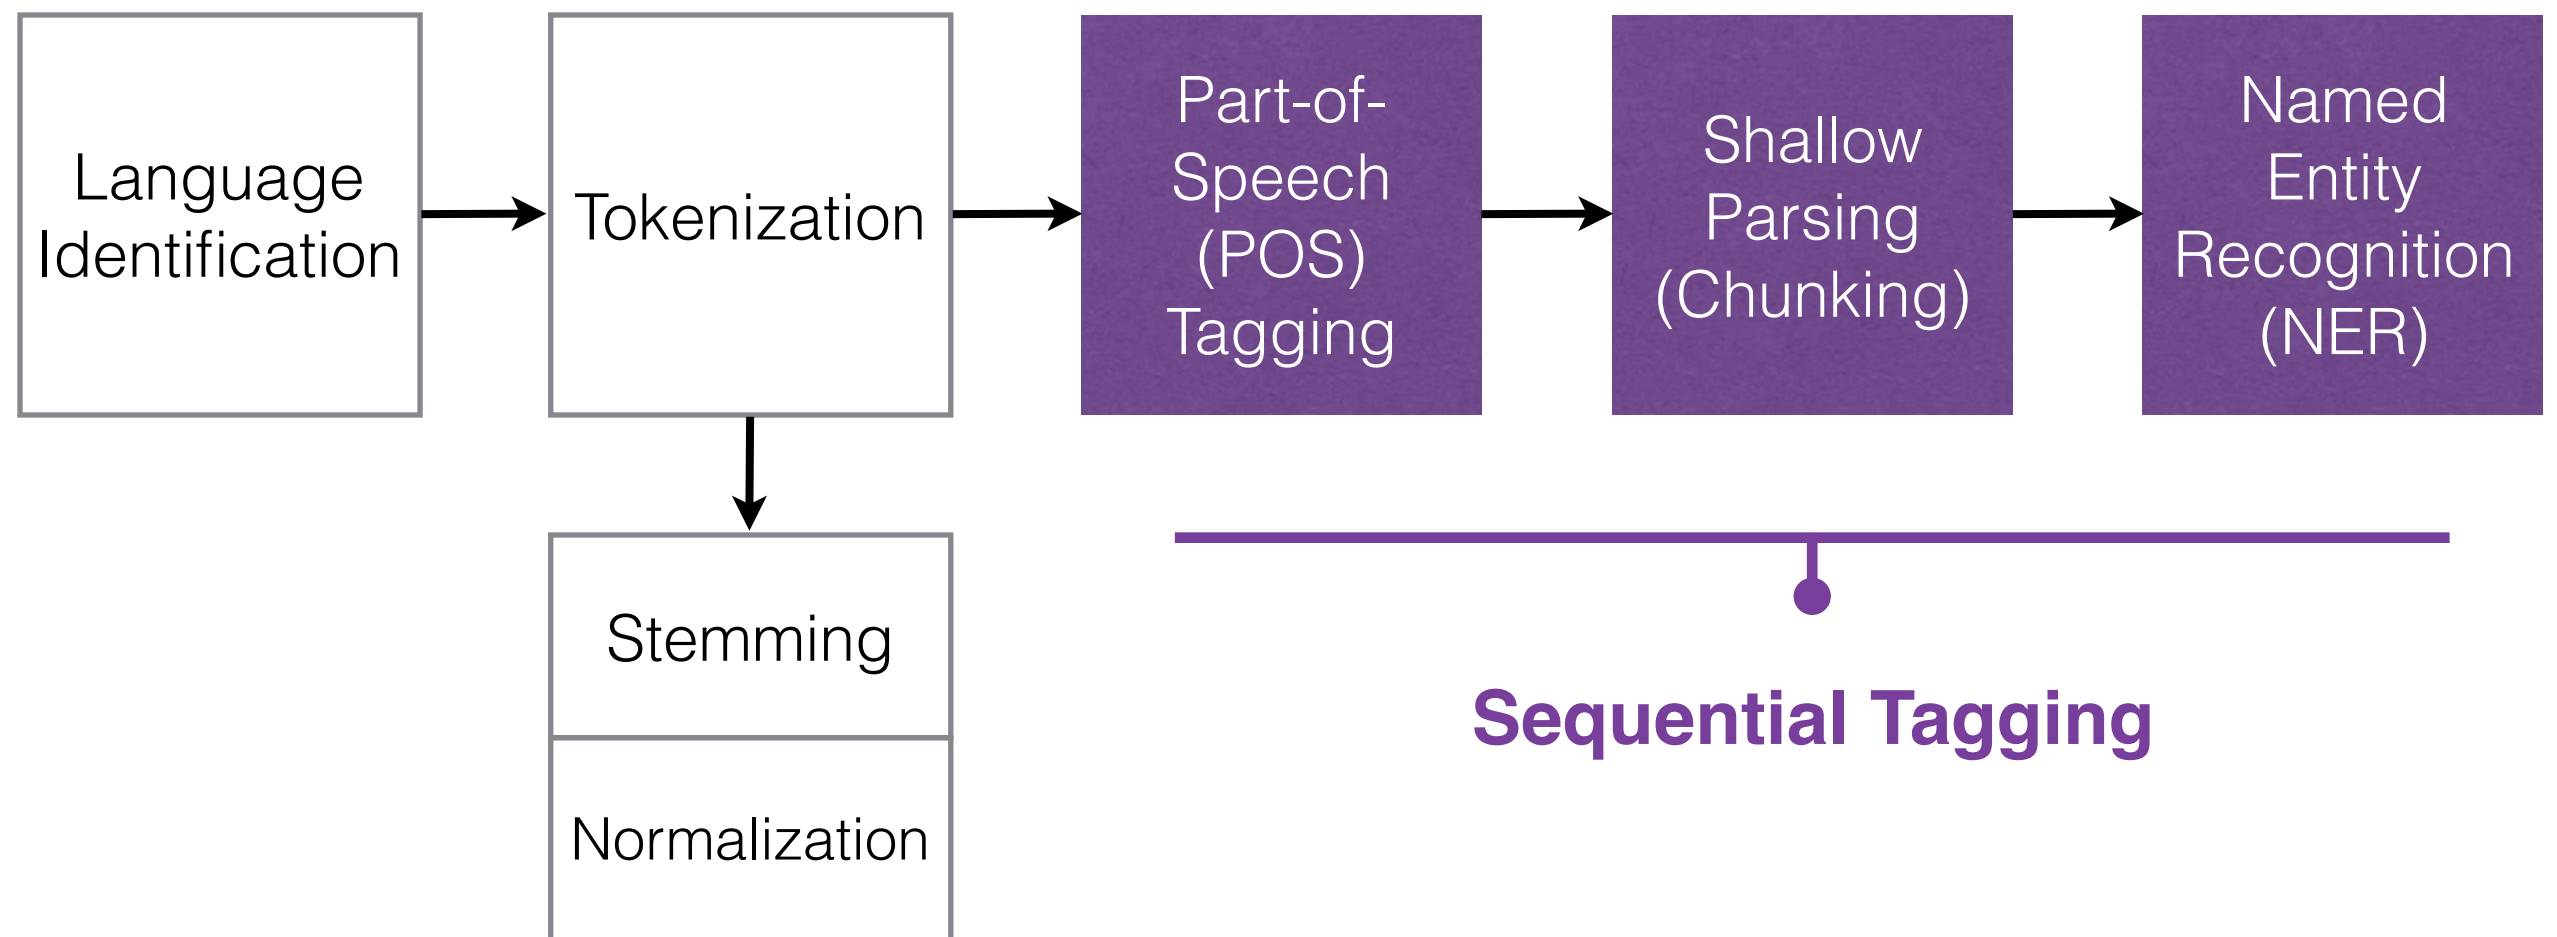 Language
Identification
Tokenization
Part-of-
Speech
(POS)
Tagging
Shallow
Parsing
(Chunking)
Named
Entity
Recognition
(NER)
Stemming
Normalization
Sequential Tagging